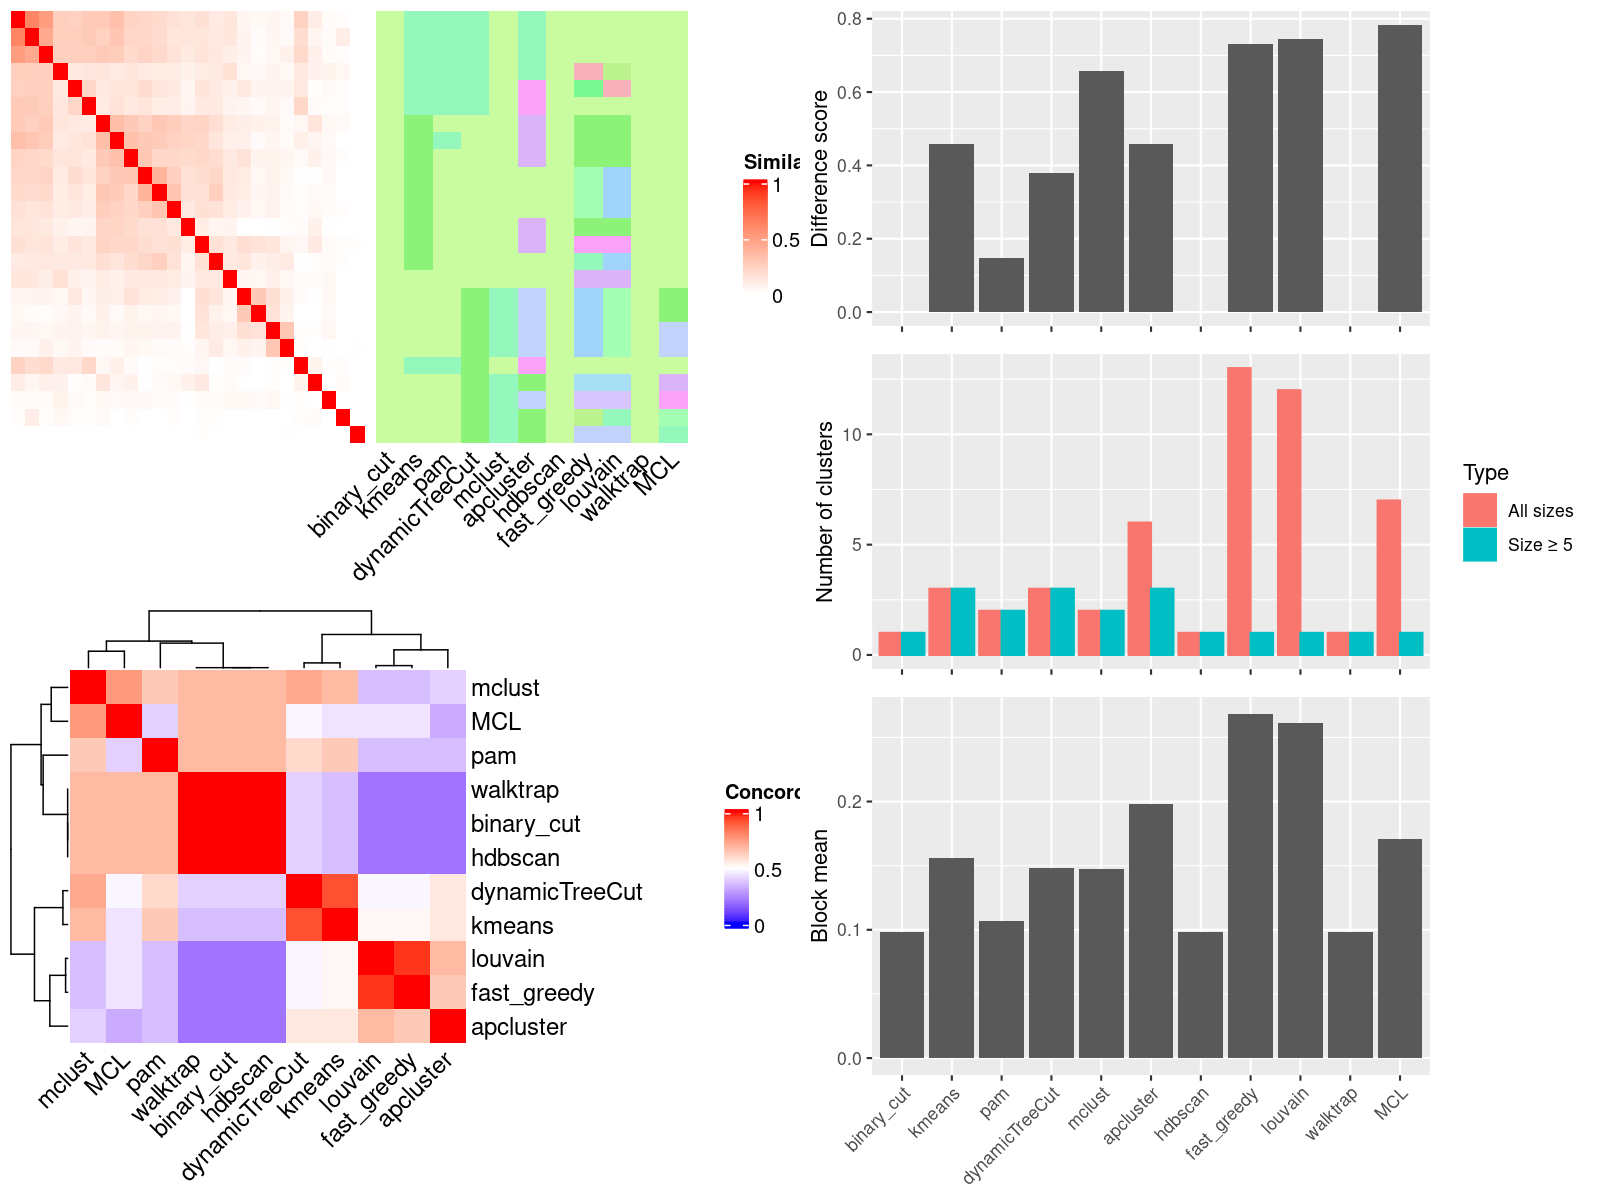 Simila
1
0.5
0
binary_cut
kmeans
pam
dynamicTreeCut
mclust
apcluster
hdbscan
fast_greedy
louvain
walktrap
MCL
mclust
MCL
pam
walktrap
binary_cut
hdbscan
dynamicTreeCut
kmeans
louvain
fast_greedy
apcluster
Concord
1
0.5
0
mclust
MCL
pam
walktrap
binary_cut
hdbscan
dynamicTreeCut
kmeans
louvain
fast_greedy
apcluster
Difference score
0.8
0.6
0.4
0.2
0.0
Number of clusters
10
5
0
Type
All sizes
Size ≥ 5
Block mean
0.2
0.1
0.0
binary_cut
kmeans
pam
dynamicTreeCut
mclust
apcluster
hdbscan
fast_greedy
louvain
walktrap
MCL